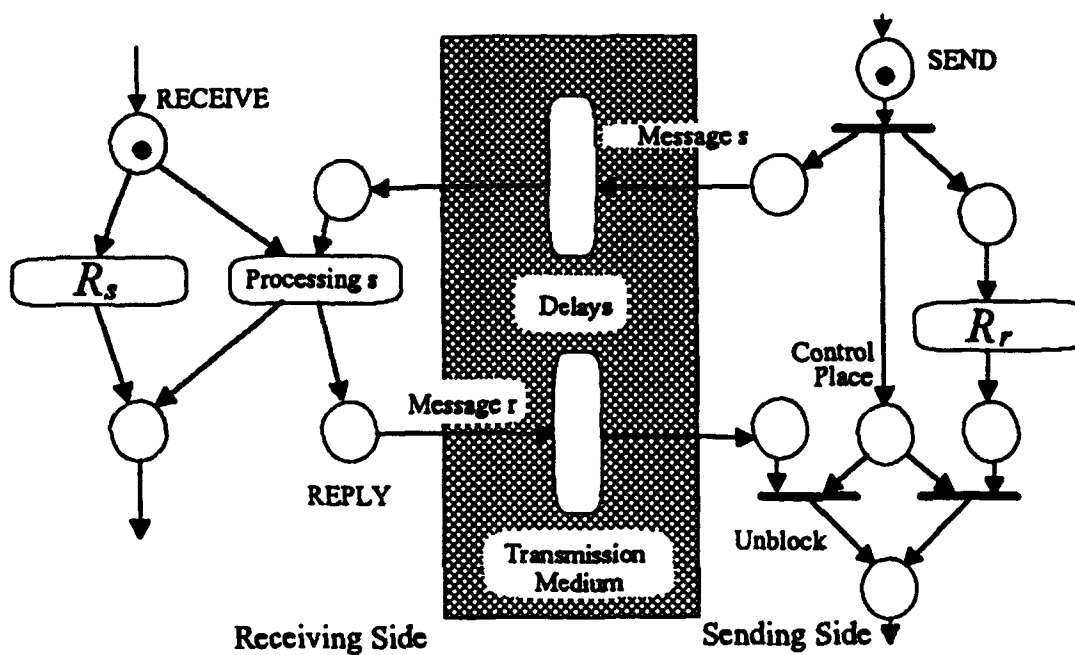 SEND
RECEIVE
Message s
R_s
Processing s
Delays
R_r
Control
Place
Message r
REPLY
Unblock
Transmission
Medium
Receiving Side
Sending Side